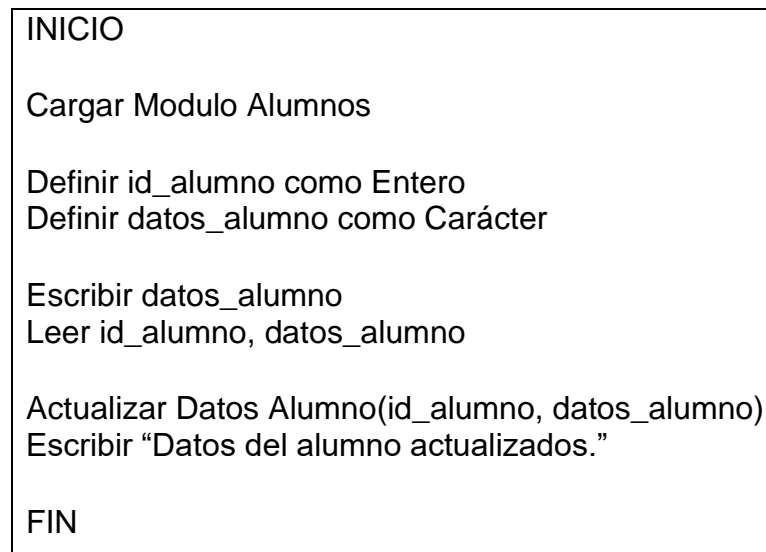 INICIO
Cargar Modulo Alumnos
Definir id_alumno como Entero
Definir datos_alumno como Carácter
Escribir datos_alumno
Leer id_alumno, datos_alumno
Actualizar Datos Alumno(id_alumno, datos_alumno)
Escribir “Datos del alumno actualizados.”
FIN